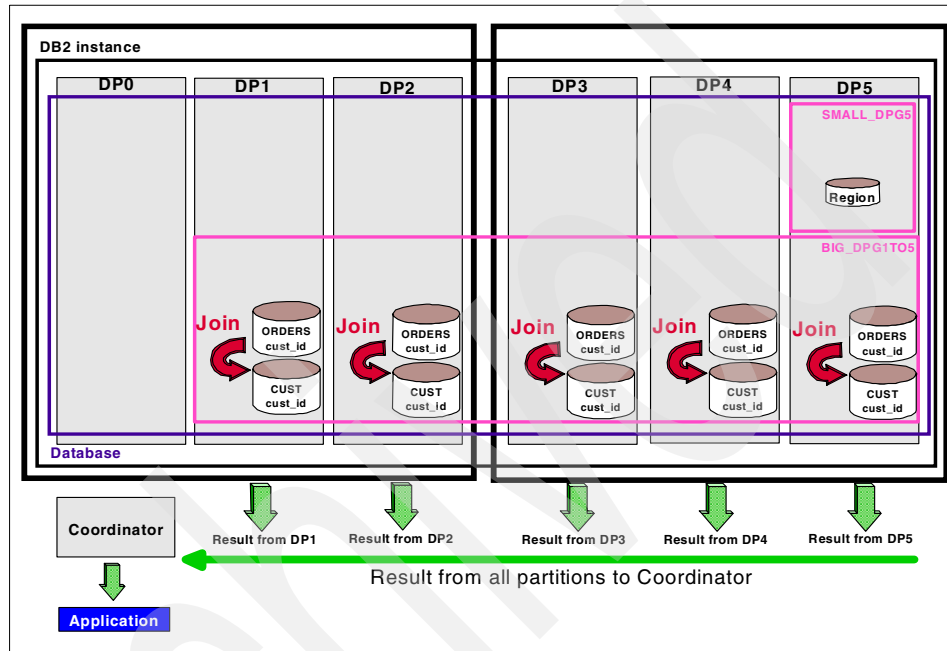 DB2 instance
DP0 DP1 DP2 DP3 DP4 DP5
SMALL_DPG5
Region
BIG_DPG1TO5
Join ORDERS cust_id CUST cust_id
Join ORDERS cust_id CUST cust_id
Join ORDERS cust_id CUST cust_id
Join ORDERS cust_id CUST cust_id
Join ORDERS cust_id CUST cust_id
Database
Coordinator
Result from DP1 Result from DP2 Result from DP3 Result from DP4 Result from DP5
Result from all partitions to Coordinator
Application